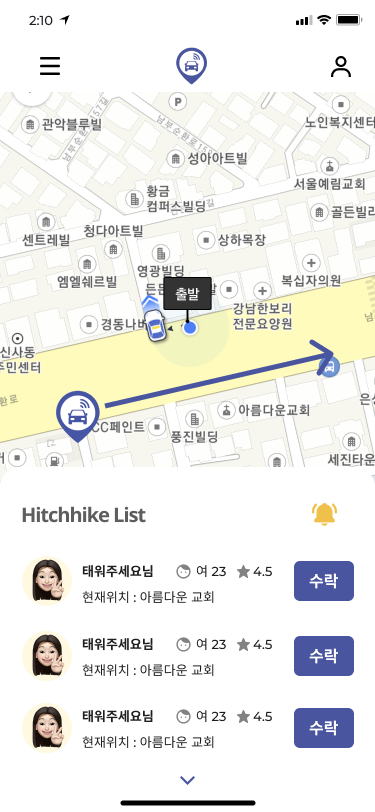 2:10
P
남부순환로157길
노인복지센터
관악블루빌
성아아트빌
서울예림교회
황금
컴퍼스빌딩
골든빌리
청다아트빌
센트레빌
상하목장
영광빌딩
엠엘쉐르빌
복십자의원
출발
강남한보리
전문요양원
경동나버
신사동
주민센터
아름다운교회
CC페인트
풍진빌딩
세진타운
Hitchhike List
태워주세요님 여 23 4.5
현재위치 : 아름다운 교회
수락
태워주세요님 여 23 4.5
현재위치 : 아름다운 교회
수락
태워주세요님 여 23 4.5
현재위치 : 아름다운 교회
수락